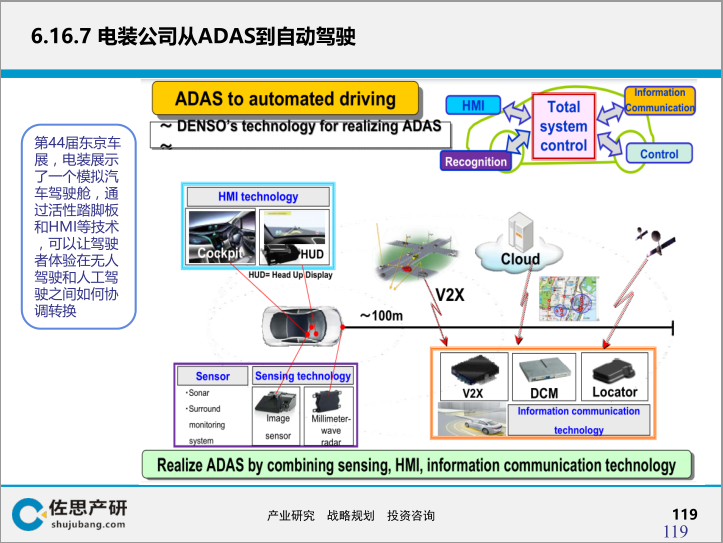 6.16.7 电装公司从ADAS到自动驾驶
第44届东京车
展，电装展示
了一个模拟汽
车驾驶舱，通
过活性踏脚板
和HMI等技术
，可以让驾驶
者体验在无人
驾驶和人工驾
驶之间如何协
调转换
ADAS to automated driving
～ DENSO's technology for realizing ADAS
～
HMI
Total
system
control
Information
Communication
Recognition
Control
HMI technology
Cockpit
HUD
HUD= Head Up Display
V2X
Cloud
～100m
Sensor
・Sonar
・Surround
monitoring
system
Sensing technology
Image
sensor
Millimeter-
wave
radar
V2X
DCM
Locator
Information communication
technology
Realize ADAS by combining sensing, HMI, information communication technology
佐思产研
shujubang.com
产业研究 战略规划 投资咨询
119
119